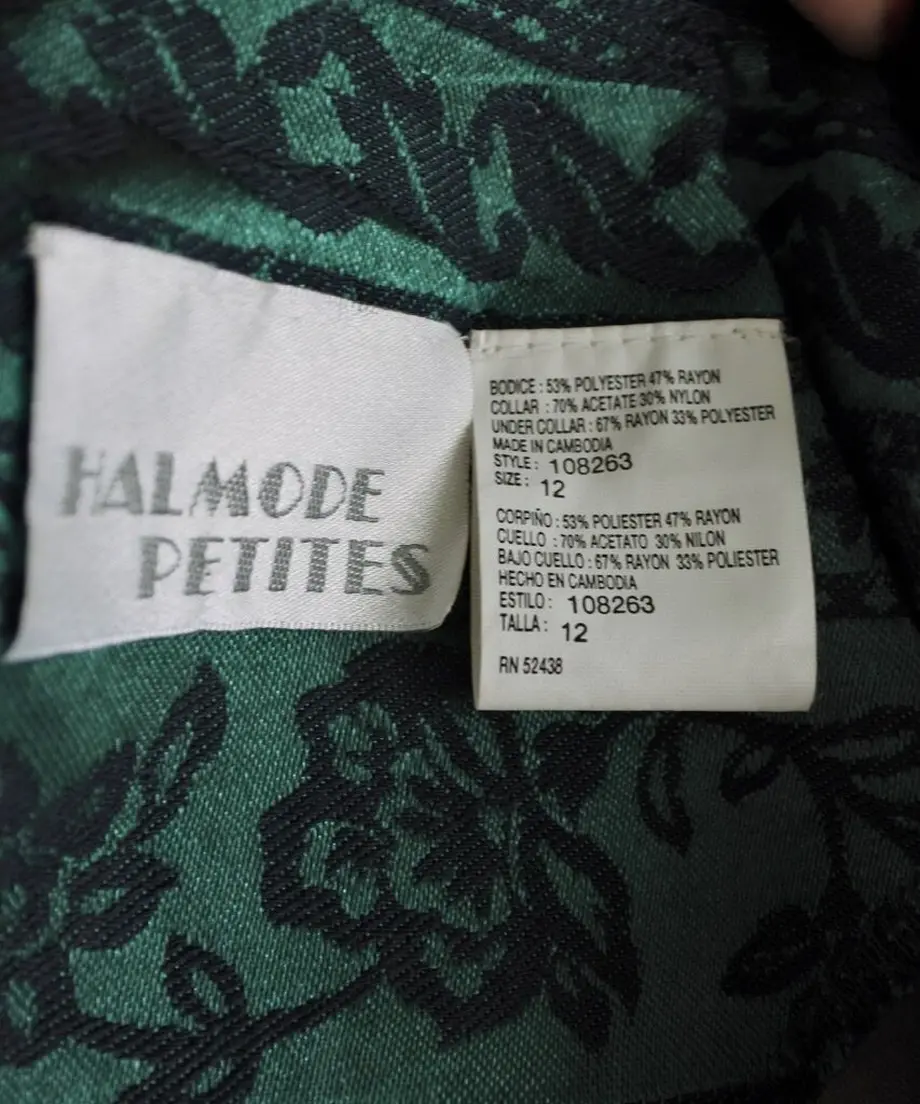 HALMODE
PETITES
BODICE : 53% POLYESTER 47% RAYON
COLLAR : 70% ACETATE 30% NYLON
UNDER COLLAR : 67% RAYON 33% POLYESTER
MADE IN CAMBODIA
STYLE : 108263
SIZE : 12
CORPIÑO : 53% POLIESTER 47% RAYON
CUELLO : 70% ACETATO 30% NILON
BAJO CUELLO : 67% RAYON 33% POLIESTER
HECHO EN CAMBODIA
ESTILO : 108263
TALLA : 12
RN 52438